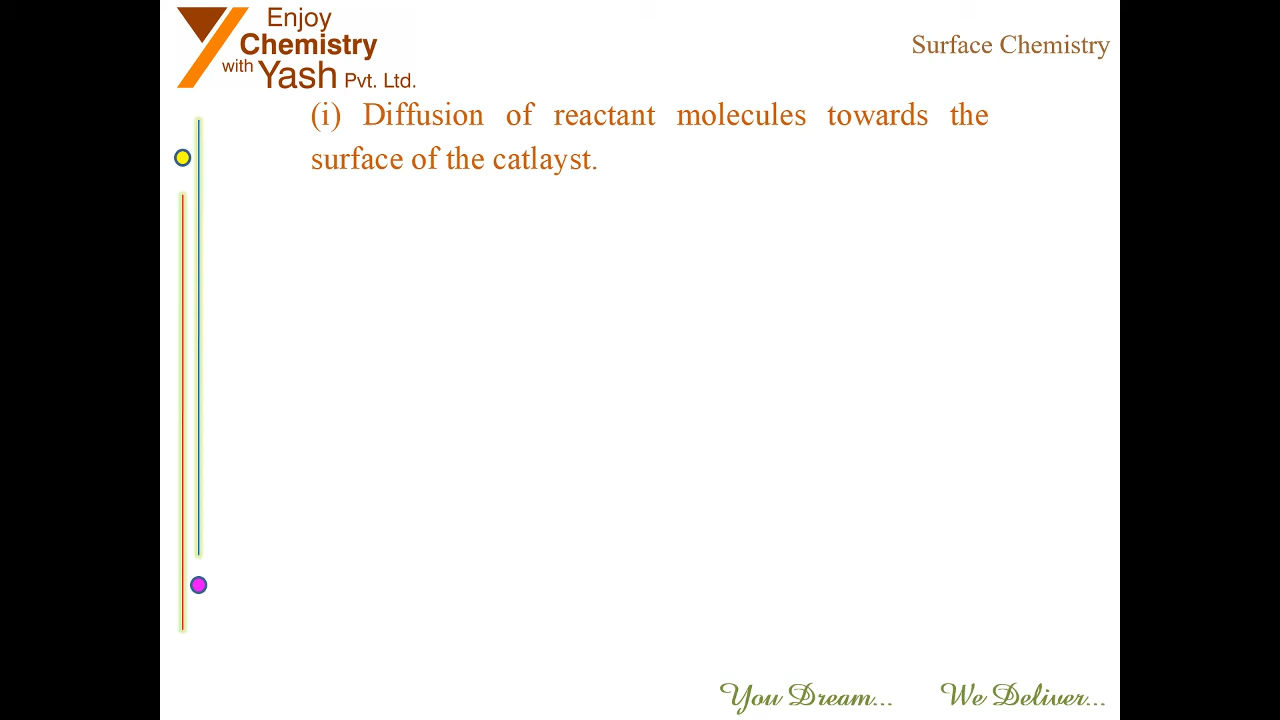 Enjoy
Chemistry
with Yash Pvt. Ltd.
Surface Chemistry
(i) Diffusion of reactant molecules towards the
surface of the catlayst.
You Dream... We Deliver...